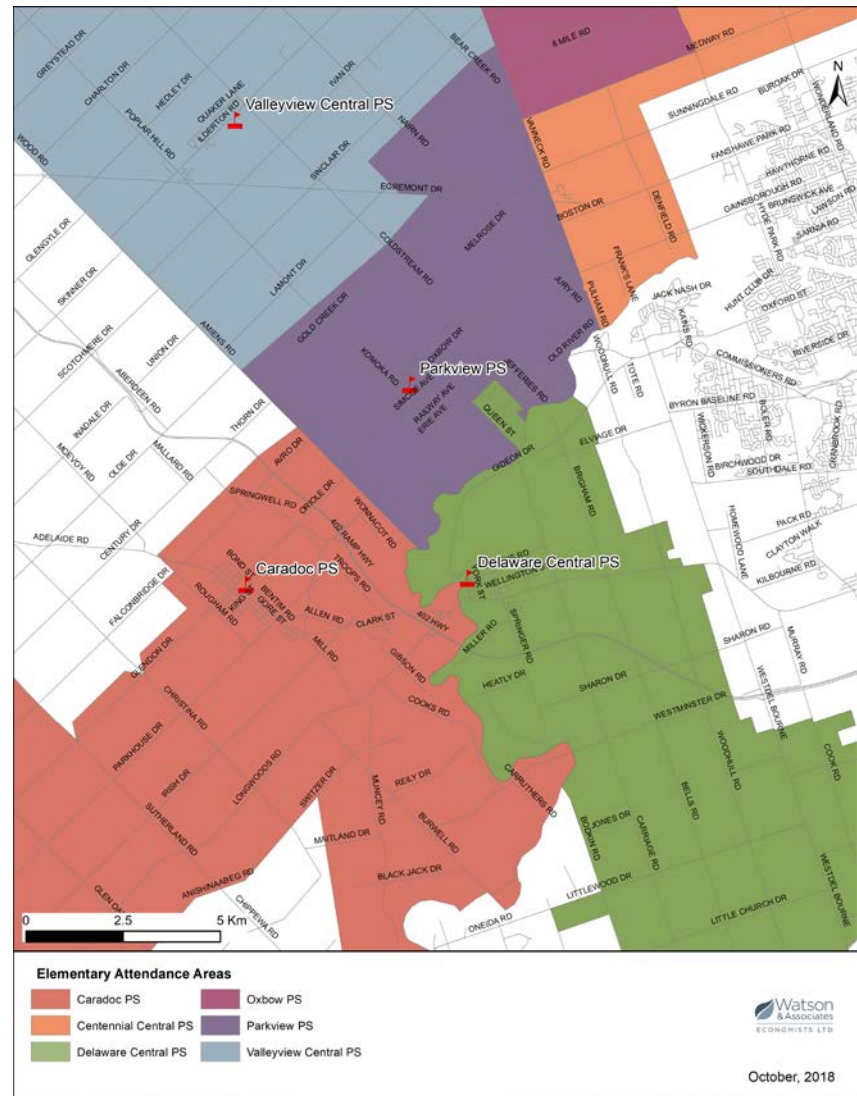 GREYSTEAD DR
CHARLTON DR
HEDLEY DR
QUAKER LANE
ILDERTON RD
POPLAR HILL RD
IVAN DR
BEAR CREEK RD
8 MILE RD
MEDWAY RD
N
Valleyview Central PS
WOOD RD
SINCLAIR DR
NAIRN RD
VANNECK RD
SUNNINGDALE RD
BUROAK DR
WONDERLAND RD
FANSHAWE PARK RD
HAWTHORNE RD
GAINSBOROUGH RD
BRUNSWICK AVE
LAWSON RD
SARNIA RD
HYDE PARK RD
EGREMONT DR
BOSTON DR
DENFIELD RD
GLENGYLE DR
SKINNER DR
SCOTCHMERE DR
UNION DR
LAMONT DR
AMIENS RD
GOLD CREEK DR
COLDSTREAM RD
MELROSE DR
JURY RD
PULHAM RD
FRANK'S LANE
JACK NASH DR
HUNT CLUB DR
OXFORD ST
KAINS RD
RIVERSIDE DR
COMMISSIONERS RD
OLD RIVER RD
WOODHULL RD
TOTE RD
ABERDEEN RD
THORN DR
KOMOKA RD
OXBOW DR
Parkview PS
SIMCOE AVE
RAILWAY AVE
ERIE AVE
JEFFERIES RD
QUEEN ST
BYRON BASELINE RD
WICKERSON RD
BOLER RD
CRANBROOK RD
BIRCHWOOD DR
SOUTHDALE RD
GIDEON DR
ELVIAGE DR
BRIGHAM RD
INADALE DR
MCEVOY RD
OLDE DR
MALLARD RD
AVRO DR
SPRINGWELL RD
ORIOLE DR
WONNACOT RD
402 RAMP HWY
TROOPS RD
ADELAIDE RD
CENTURY DR
FALCONBRIDGE DR
PACK RD
CLAYTON WALK
HOMEWOOD LANE
KILBOURNE RD
Caradoc PS
BOND ST
BENTIM RD
GORE ST
ROUGHAM RD
ALLEN RD
CLARK ST
402 HWY
MILL RD
GIBSON RD
Delaware Central PS
YORK ST
WELLINGTON
SPRINGER RD
MILLER RD
HEATLY DR
SHARON DR
SHARON RD
MURRAY RD
WESTDEL BOURNE
WESTMINSTER DR
GLENDON DR
CHRISTINA RD
PARKHOUSE DR
IRISH DR
LONGWOODS RD
SWITZER DR
SUTHERLAND RD
COOKS RD
REILY DR
MUNCEY RD
CARRUTHERS RD
BURWELL RD
MAITLAND DR
BLACK JACK DR
ANISHINAABEG RD
CHIPPEWA RD
GLEN OA
ONEIDA RD
BODKIN RD
JONES DR
CARRIAGE RD
BELLS RD
WOODHULL RD
COOK RD
WESTDEL BOURNE
LITTLEWOOD DR
LITTLE CHURCH DR
0 2.5 5 Km
Elementary Attendance Areas
Caradoc PS
Centennial Central PS
Delaware Central PS
Oxbow PS
Parkview PS
Valleyview Central PS
Watson
& Associates
ECONOMISTS LTD.
October, 2018